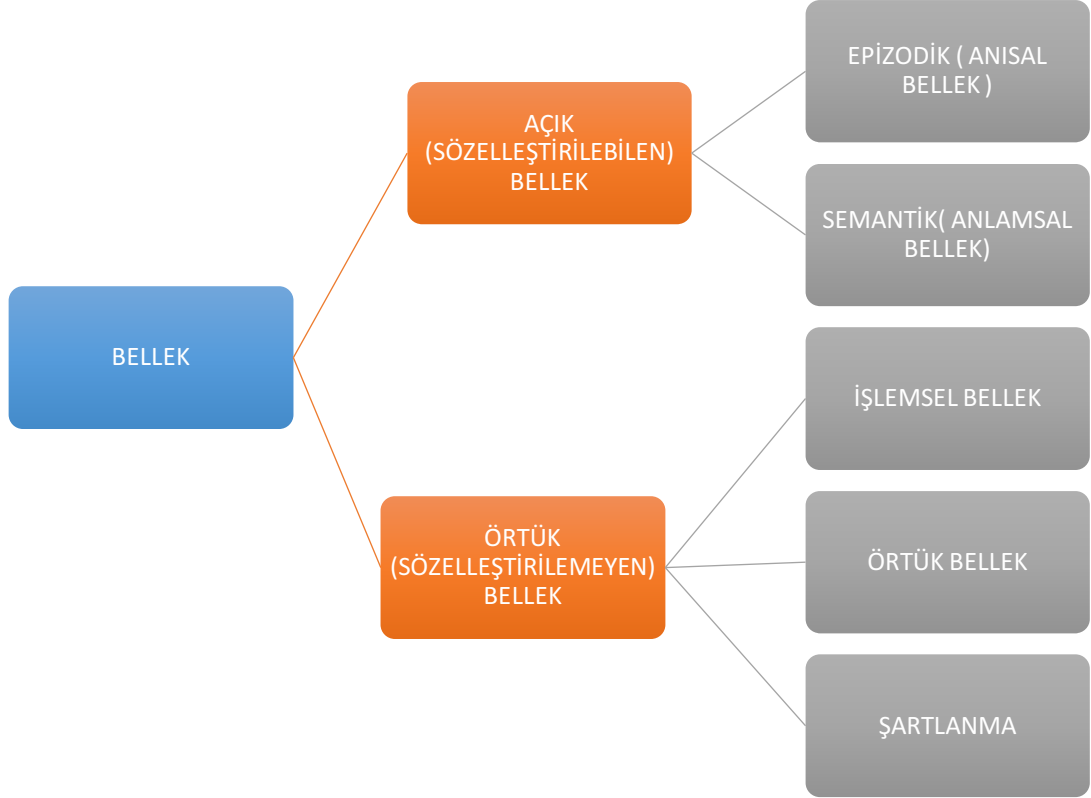 BELLEK
AÇIK
(SÖZELLEŞTİRİLEBİLEN)
BELLEK
EPİZODİK ( ANISAL
BELLEK )
SEMANTİK( ANLAMSAL
BELLEK)
ÖRTÜK
(SÖZELLEŞTİRİLEMEYEN)
BELLEK
İŞLEMSEL BELLEK
ÖRTÜK BELLEK
ŞARTLANMA